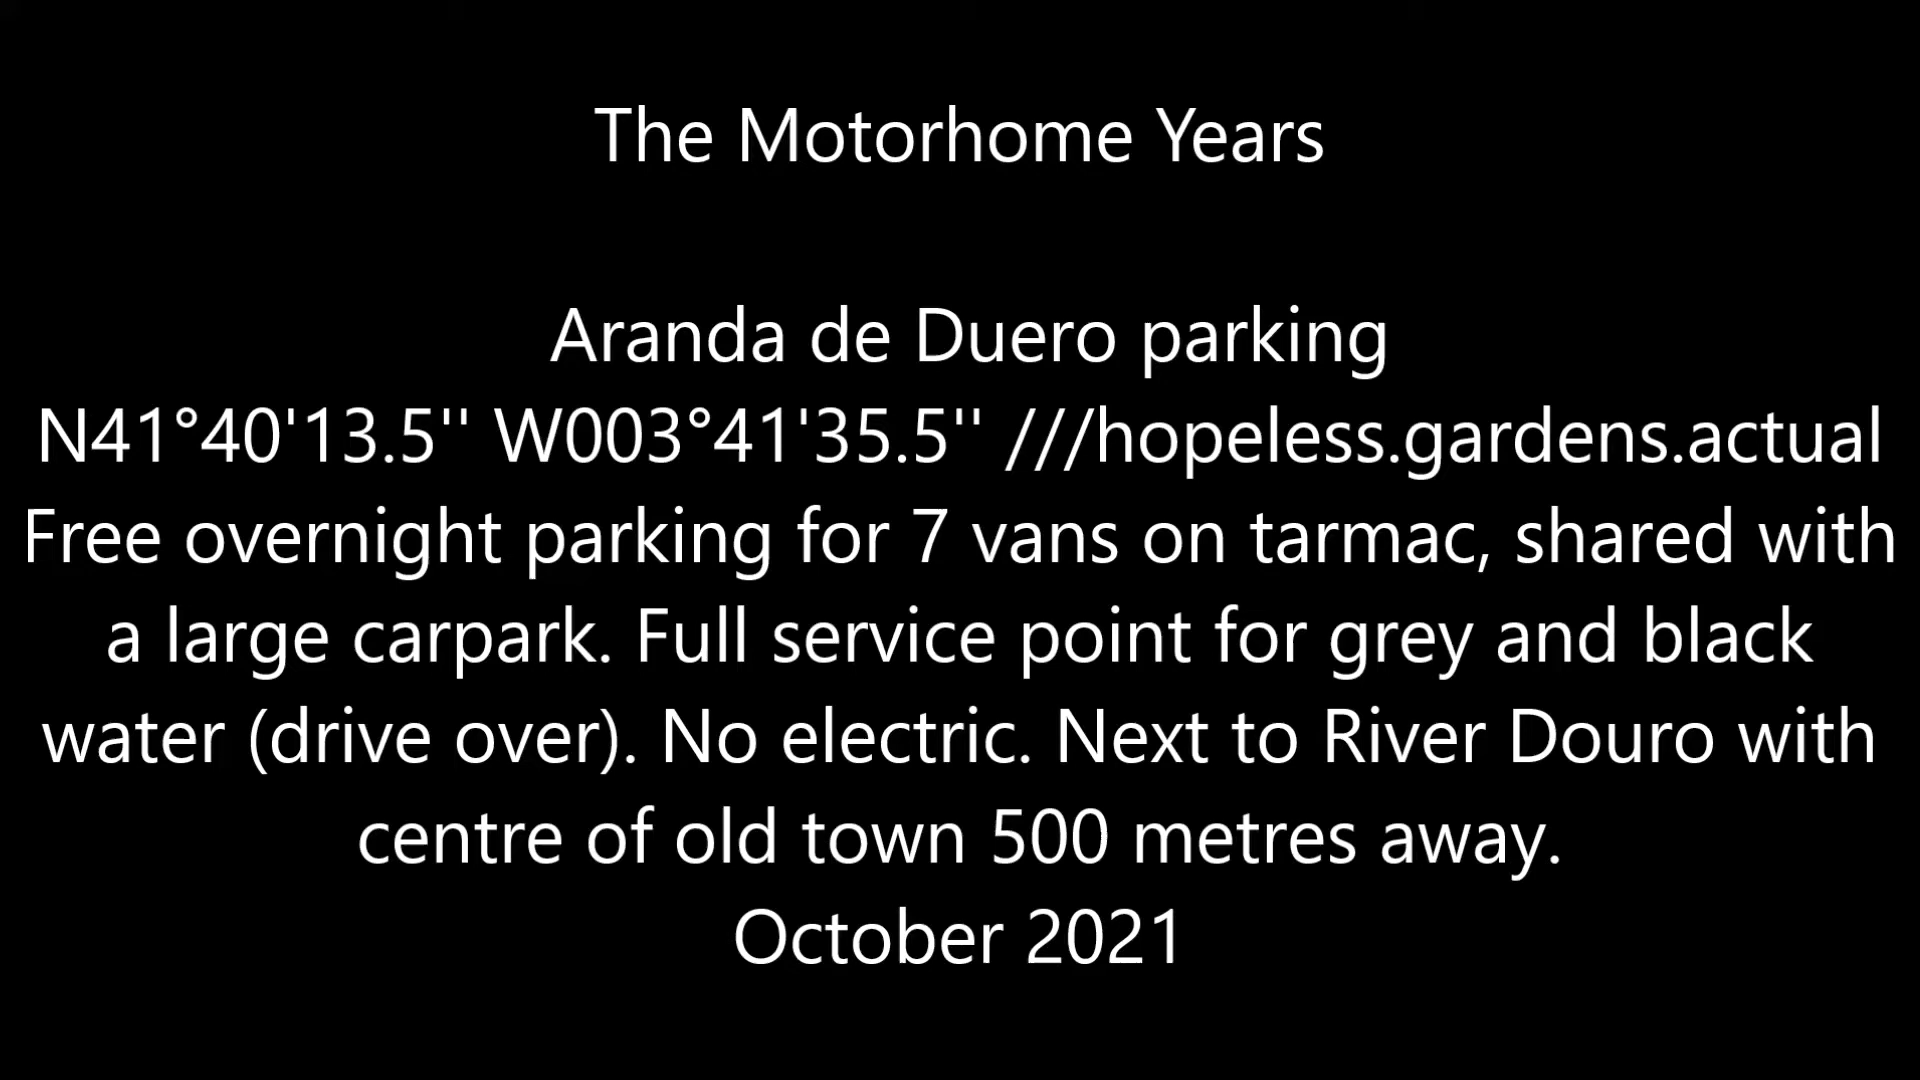 The Motorhome Years
Aranda de Duero parking
N41°40'13.5'' W003°41'35.5'' ///hopeless.gardens.actual
Free overnight parking for 7 vans on tarmac, shared with
a large carpark. Full service point for grey and black
water (drive over). No electric. Next to River Douro with
centre of old town 500 metres away.
October 2021